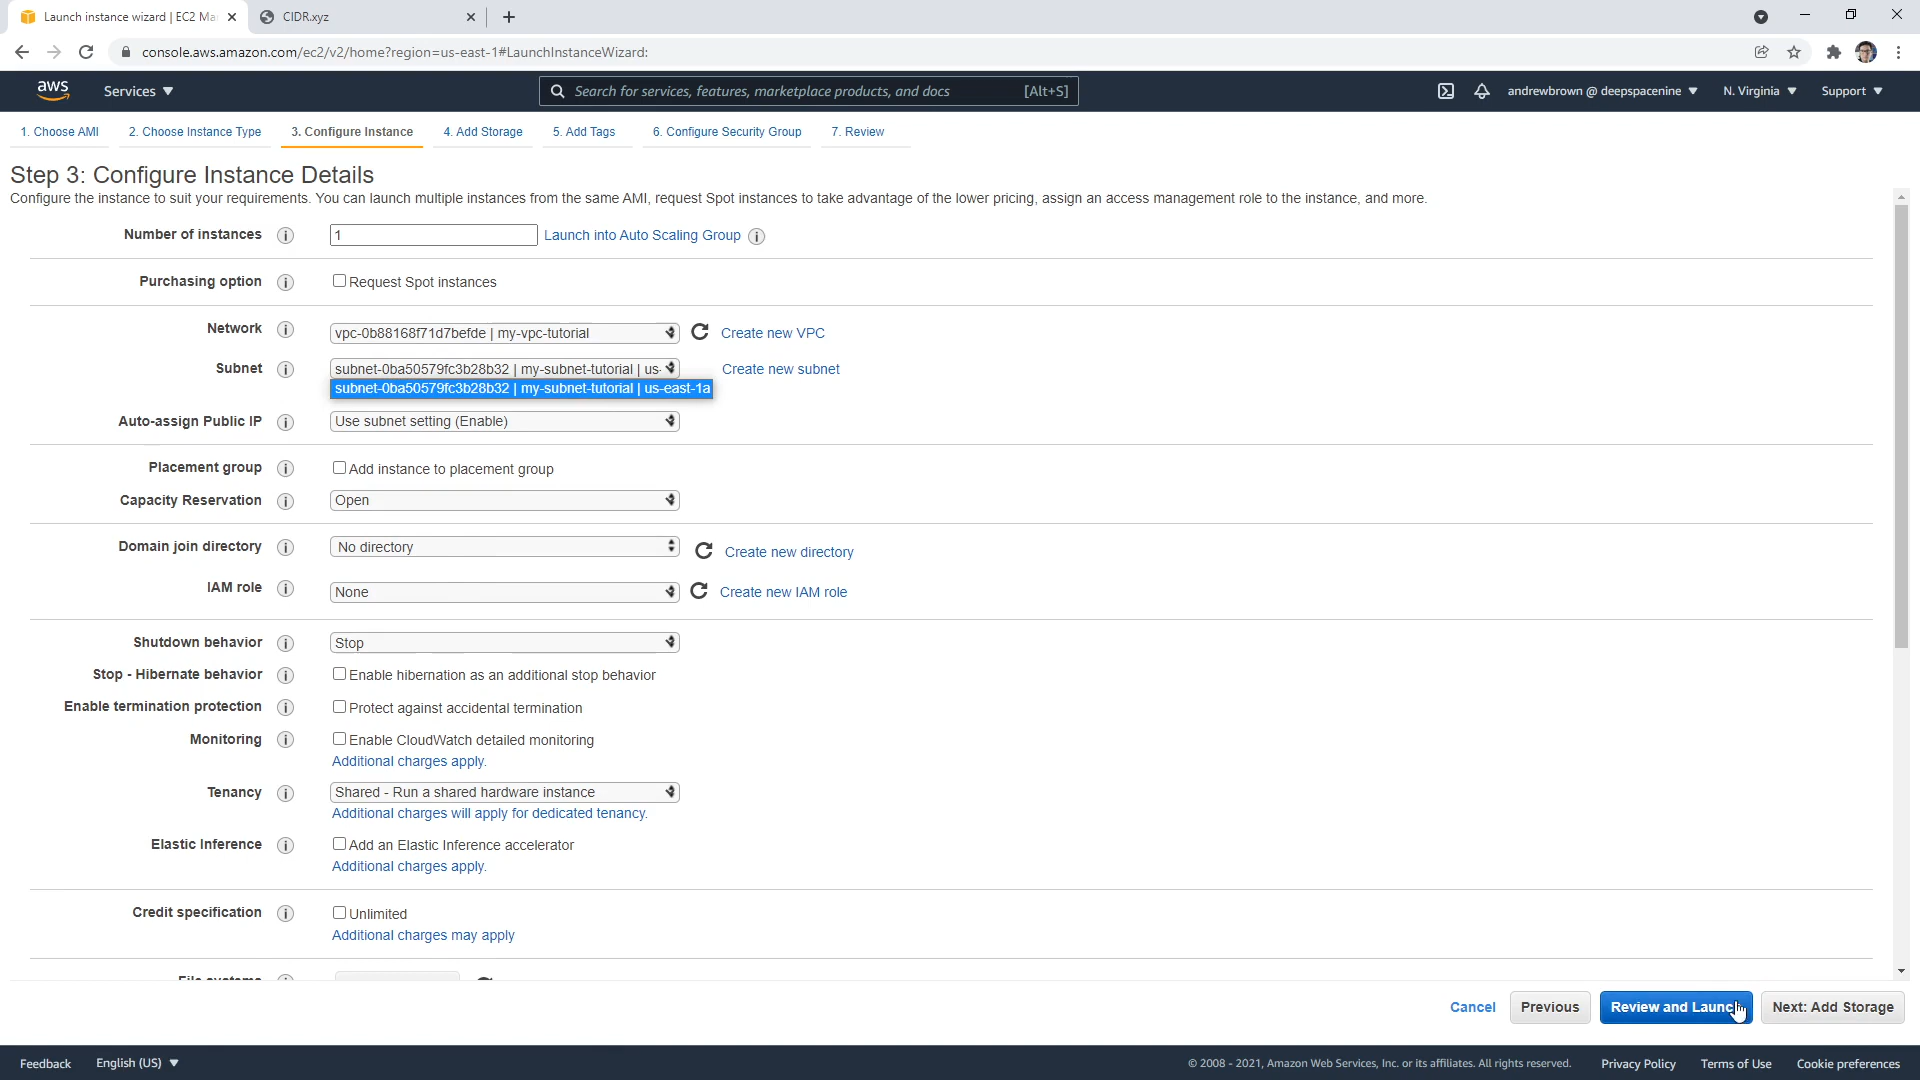 Launch instance wizard | EC2 Ma
CIDR.xyz
console.aws.amazon.com/ec2/v2/home?region=us-east-1#LaunchInstanceWizard:
aws
Services
Search for services, features, marketplace products, and docs [Alt+S]
andrewbrown @ deepspacenine
N. Virginia
Support
1. Choose AMI
2. Choose Instance Type
3. Configure Instance
4. Add Storage
5. Add Tags
6. Configure Security Group
7. Review
Step 3: Configure Instance Details
Configure the instance to suit your requirements. You can launch multiple instances from the same AMI, request Spot instances to take advantage of the lower pricing, assign an access management role to the instance, and more.
Number of instances
1
Launch into Auto Scaling Group
Purchasing option
Request Spot instances
Network
vpc-0b88168f71d7befde | my-vpc-tutorial
Create new VPC
Subnet
subnet-0ba50579fc3b28b32 | my-subnet-tutorial | us-
Create new subnet
subnet-0ba50579fc3b28b32 | my-subnet-tutorial | us-east-1a
Auto-assign Public IP
Use subnet setting (Enable)
Placement group
Add instance to placement group
Capacity Reservation
Open
Domain join directory
No directory
Create new directory
IAM role
None
Create new IAM role
Shutdown behavior
Stop
Stop - Hibernate behavior
Enable hibernation as an additional stop behavior
Enable termination protection
Protect against accidental termination
Monitoring
Enable CloudWatch detailed monitoring
Additional charges apply.
Tenancy
Shared - Run a shared hardware instance
Additional charges will apply for dedicated tenancy.
Elastic Inference
Add an Elastic Inference accelerator
Additional charges apply.
Credit specification
Unlimited
Additional charges may apply
File systems
Cancel
Previous
Review and Launch
Next: Add Storage
Feedback
English (US)
© 2008 - 2021, Amazon Web Services, Inc. or its affiliates. All rights reserved.
Privacy Policy
Terms of Use
Cookie preferences